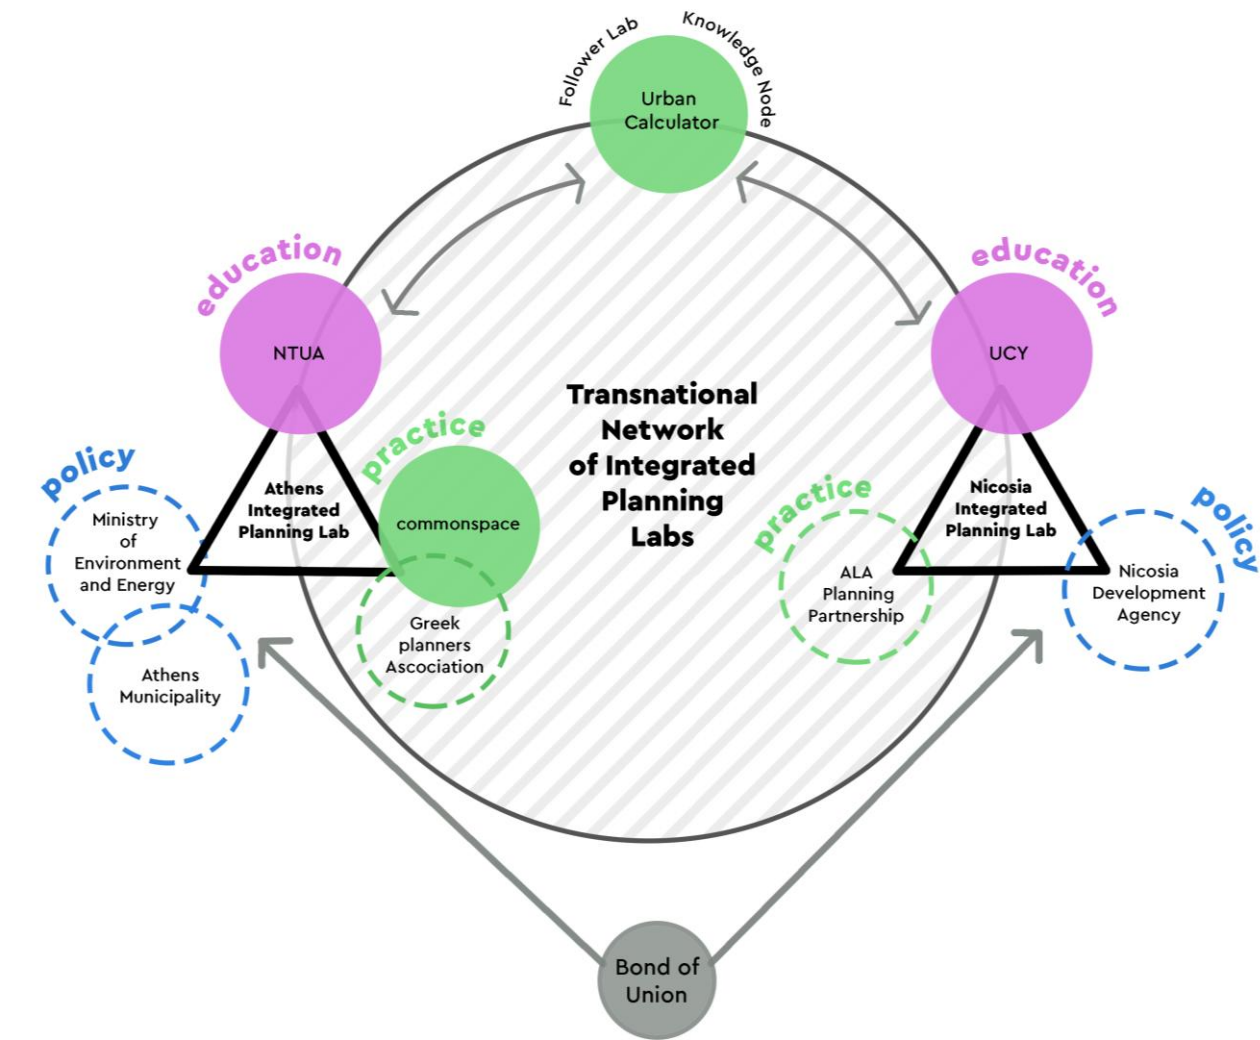 Follower Lab
Knowledge Node
Urban
Calculator
education
NTUA
education
UCY
Transnational
Network
of Integrated
Planning
Labs
policy
Ministry
of
Environment
and Energy
Athens
Municipality
Athens
Integrated
Planning Lab
practice
commonspace
Greek
planners
Ascociation
practice
ALA
Planning
Partnership
Nicosia
Integrated
Planning Lab
policy
Nicosia
Development
Agency
Bond of
Union